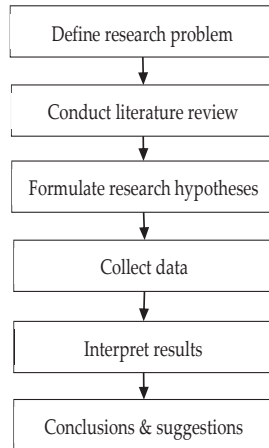 Define research problem
Conduct literature review
Formulate research hypotheses
Collect data
Interpret results
Conclusions & suggestions